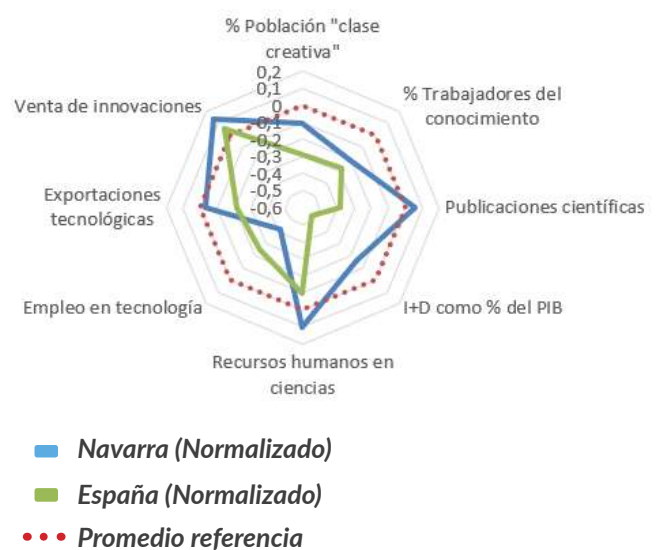 % Población "clase
creativa"
0,2
0,1
0
-0,1
-0,2
-0,3
-0,4
-0,5
-0,6
% Trabajadores del
conocimiento
Publicaciones científicas
I+D como % del PIB
Recursos humanos en
ciencias
Empleo en tecnología
Exportaciones
tecnológicas
Venta de innovaciones
Navarra (Normalizado)
España (Normalizado)
Promedio referencia